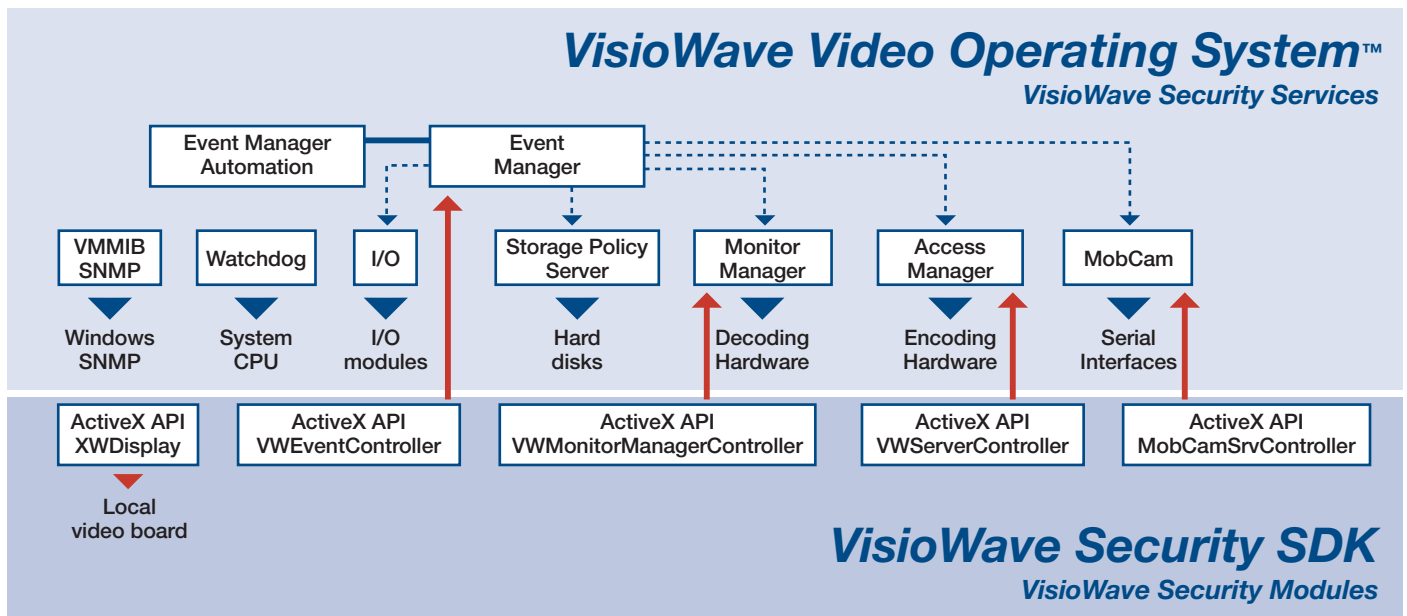 VisioWave Video Operating System™
VisioWave Security Services
Event Manager
Automation
Event
Manager
VMMIB
SNMP
Watchdog
I/O
Storage Policy
Server
Monitor
Manager
Access
Manager
MobCam
Windows
SNMP
System
CPU
I/O
modules
Hard
disks
Decoding
Hardware
Encoding
Hardware
Serial
Interfaces
ActiveX API
XWDisplay
ActiveX API
VWEventController
ActiveX API
VWMonitorManagerController
ActiveX API
VWServerController
ActiveX API
MobCamSrvController
Local
video board
VisioWave Security SDK
VisioWave Security Modules